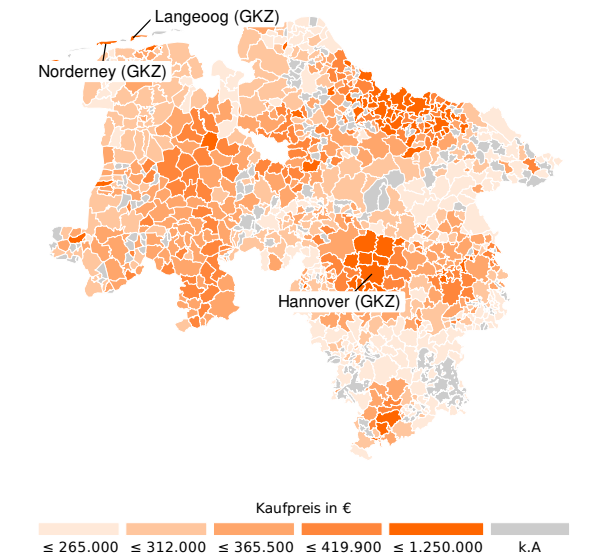 Langeoog (GKZ)
Norderney (GKZ)
Hannover (GKZ)
Kaufpreis in €
≤ 265.000 ≤ 312.000 ≤ 365.500 ≤ 419.900 ≤ 1.250.000 k.A